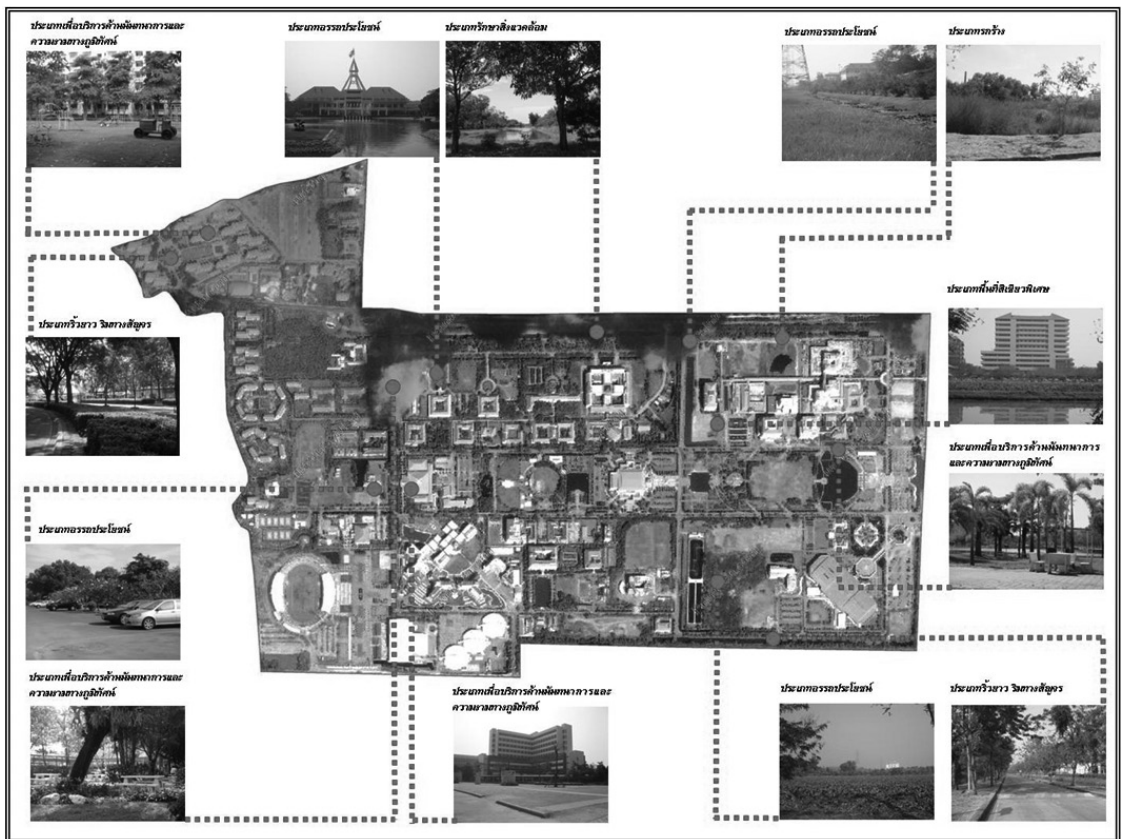 ประเภทเพื่อบริการด้านนันทนาการและ
ความงามทางภูมิทัศน์
ประเภทอรรถประโยชน์
ประเภทรักษาสิ่งแวดล้อม
ประเภทอรรถประโยชน์
ประเภทรกร้าง
ประเภทริ้วยาว ริมทางสัญจร
ประเภทพื้นที่สีเขียวพิเศษ
ประเภทเพื่อบริการด้านนันทนาการ
และความงามทางภูมิทัศน์
ประเภทอรรถประโยชน์
ประเภทเพื่อบริการด้านนันทนาการและ
ความงามทางภูมิทัศน์
ประเภทเพื่อบริการด้านนันทนาการและ
ความงามทางภูมิทัศน์
ประเภทอรรถประโยชน์
ประเภทริ้วยาว ริมทางสัญจร